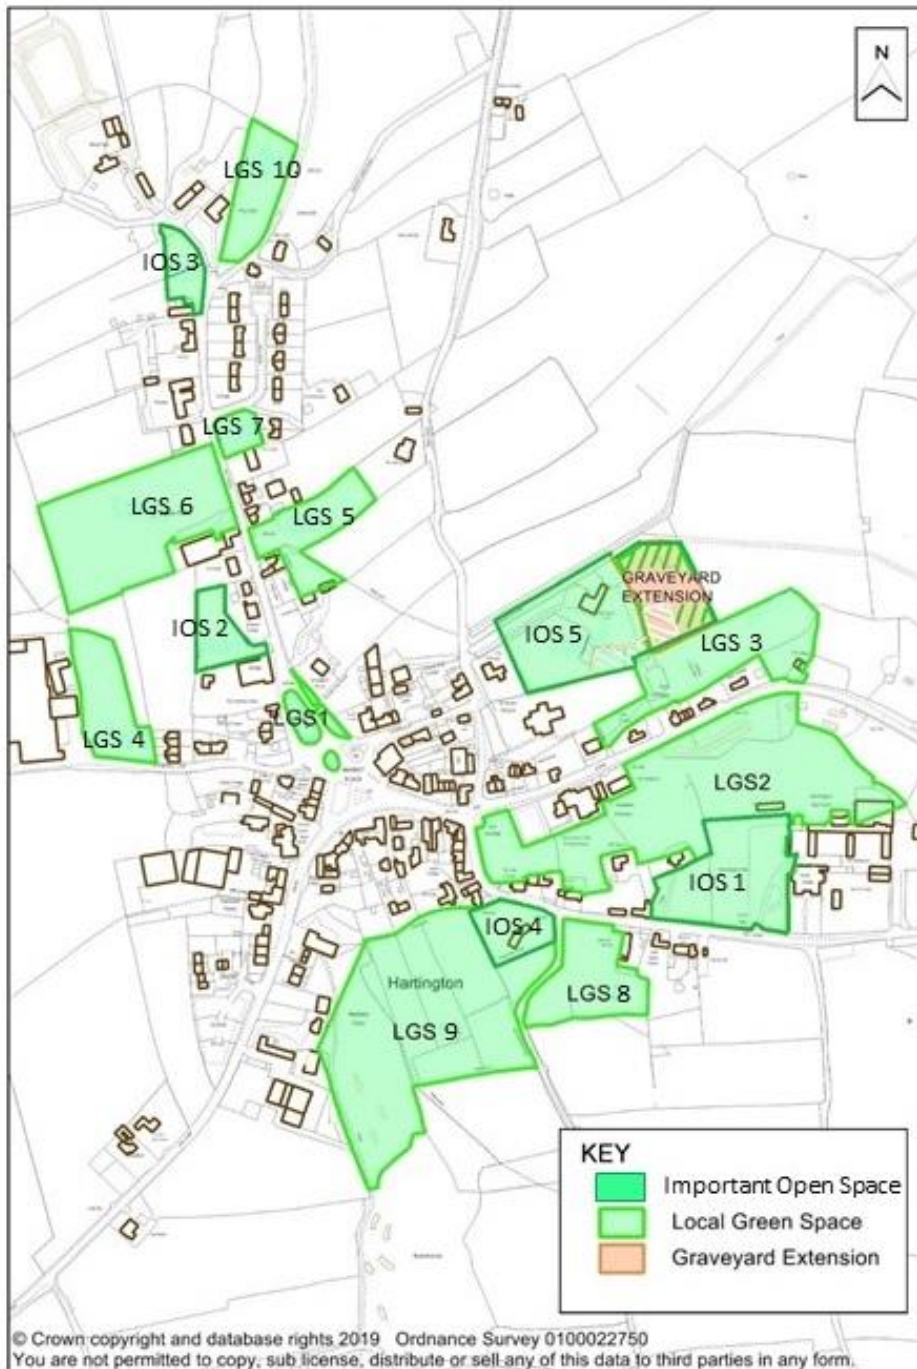 N
LGS 10
IOS 3
LGS 7
LGS 6
LGS 5
GRAVEYARD
EXTENSION
IOS 5
IOS 2
LGS 3
LGS1
LGS 4
LGS2
IOS 1
IOS 4
Hartington
LGS 8
LGS 9
KEY
Important Open Space
Local Green Space
Graveyard Extension
© Crown copyright and database rights 2019 Ordnance Survey 0100022750
You are not permitted to copy, sub license, distribute or sell any of this data to third parties in any form.